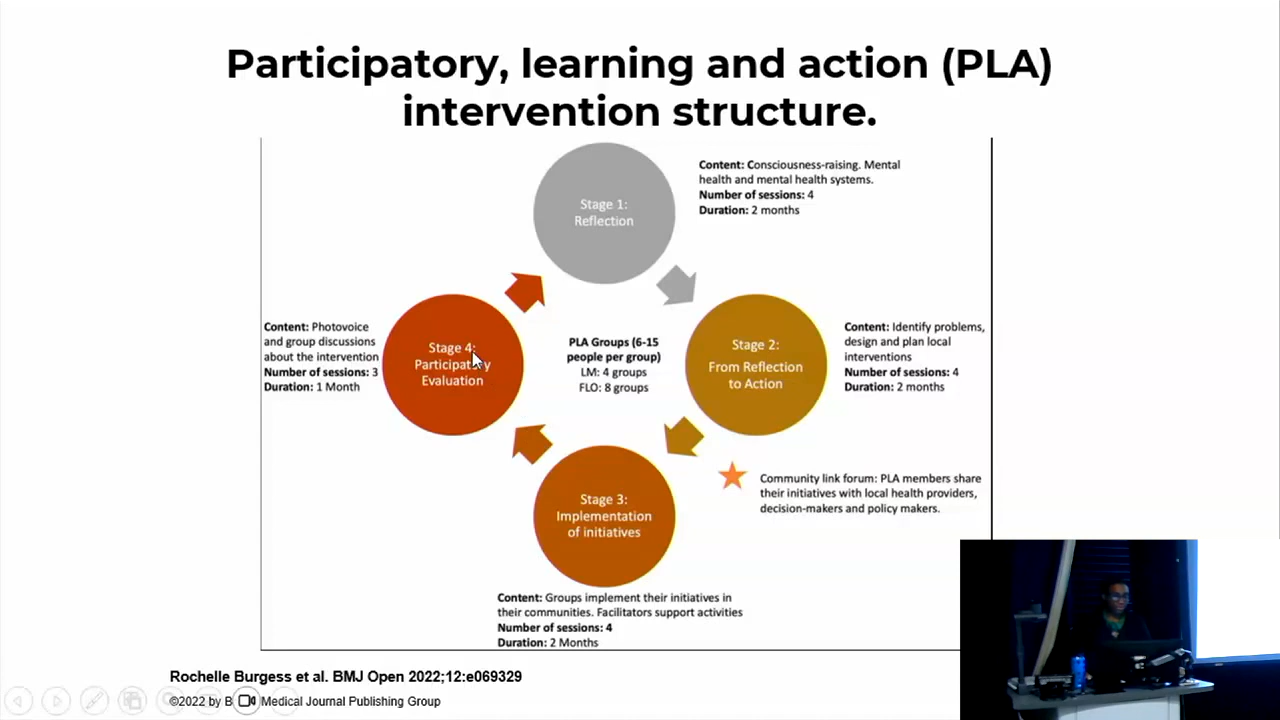 Participatory, learning and action (PLA)
intervention structure.
Stage 1:
Reflection
Content: Consciousness-raising. Mental
health and mental health systems.
Number of sessions: 4
Duration: 2 months
Stage 2:
From Reflection
to Action
Content: Identify problems,
design and plan local
interventions
Number of sessions: 4
Duration: 2 months
PLA Groups (6-15
people per group)
LM: 4 groups
FLO: 8 groups
Stage 4:
Participatory
Evaluation
Content: Photovoice
and group discussions
about the intervention
Number of sessions: 3
Duration: 1 Month
Community link forum: PLA members share
their initiatives with local health providers,
decision-makers and policy makers.
Stage 3:
Implementation
of initiatives
Content: Groups implement their initiatives in
their communities. Facilitators support activities
Number of sessions: 4
Duration: 2 Months
Rochelle Burgess et al. BMJ Open 2022;12:e069329
©2022 by B Medical Journal Publishing Group